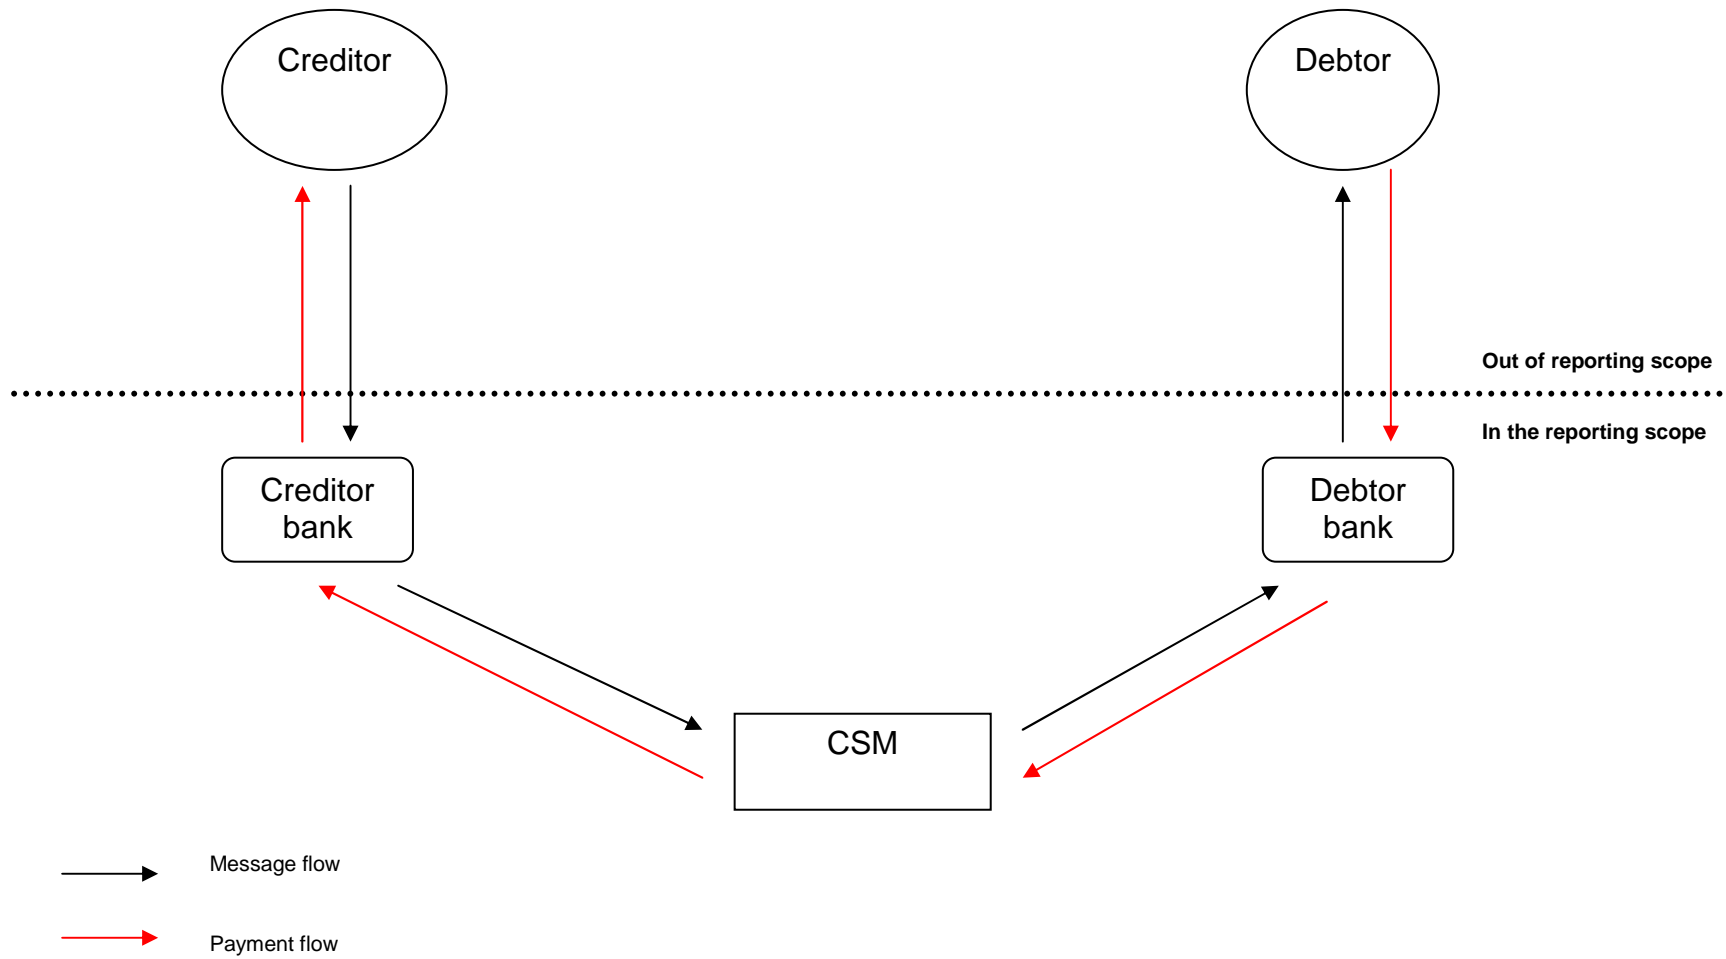 Creditor
Debtor
Out of reporting scope
In the reporting scope
Creditor
bank
Debtor
bank
CSM
Message flow
Payment flow